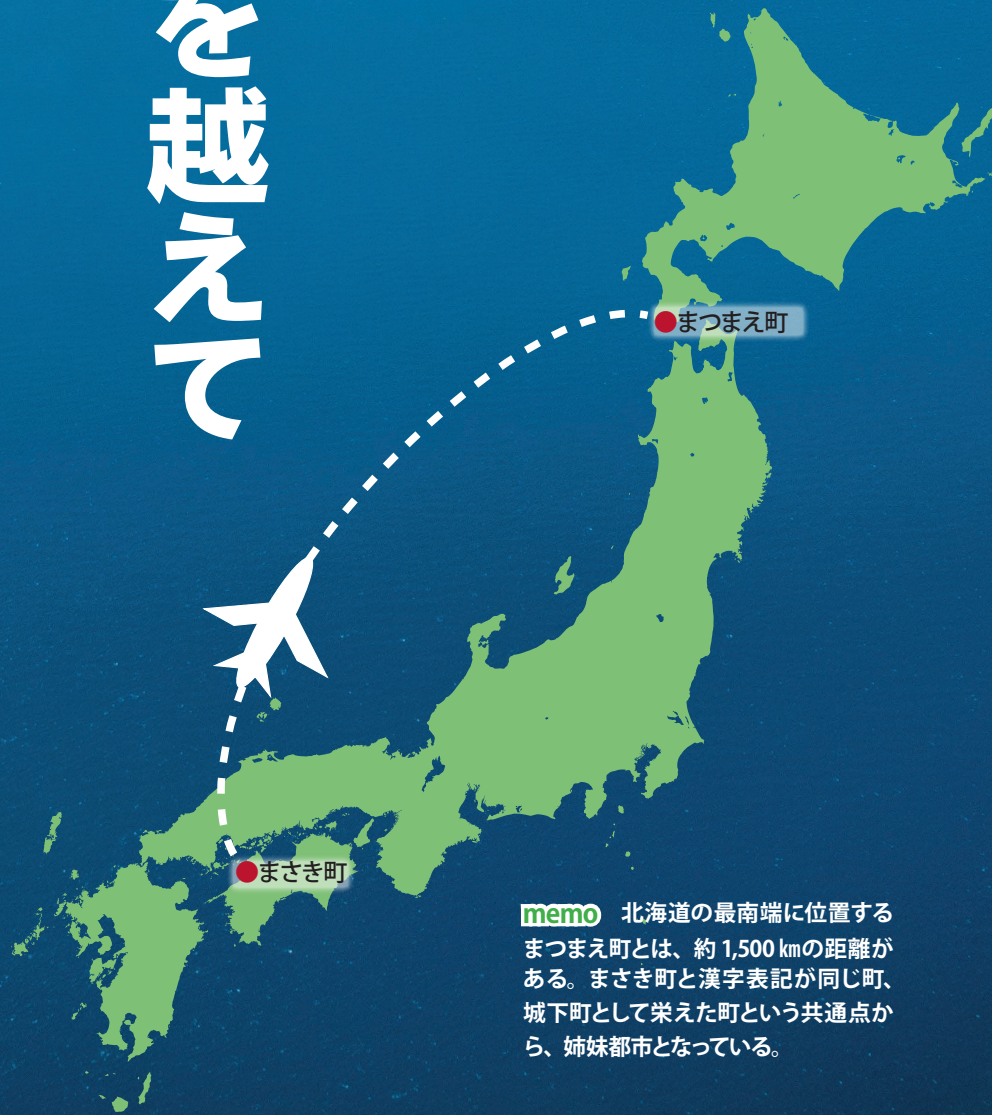 を越えて
まつまえ町
まさき町
memo　北海道の最南端に位置する
まつまえ町とは、約 1,500 ㎞の距離が
ある。まさき町と漢字表記が同じ町、
城下町として栄えた町という共通点か
ら、姉妹都市となっている。